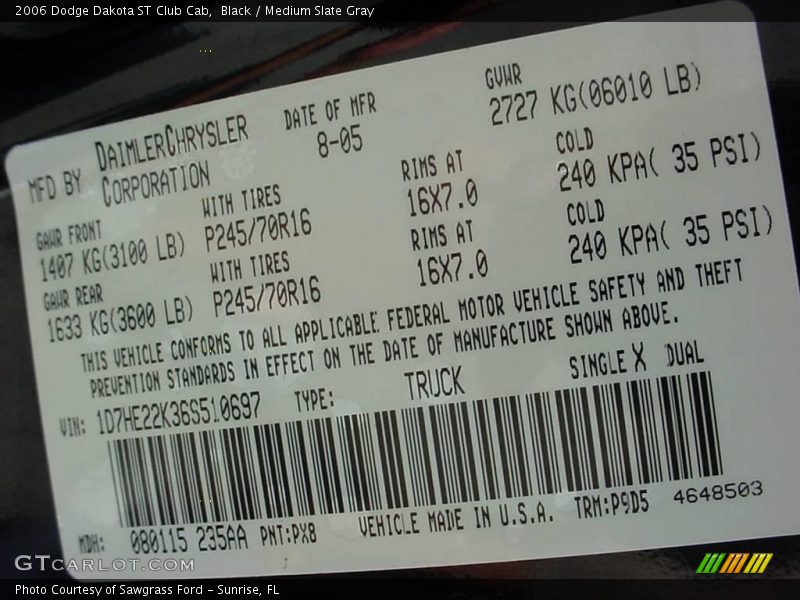 2006 Dodge Dakota ST Club Cab, Black / Medium Slate Gray
MFD BY DAIMLERCHRYSLER CORPORATION
DATE OF MFR 8-05
GVWR 2727 KG(06010 LB)
GAWR FRONT WITH TIRES RIMS AT COLD
1407 KG(3100 LB) P245/70R16 16X7.0 240 KPA( 35 PSI)
GAWR REAR WITH TIRES RIMS AT COLD
1633 KG(3600 LB) P245/70R16 16X7.0 240 KPA( 35 PSI)
THIS VEHICLE CONFORMS TO ALL APPLICABLE FEDERAL MOTOR VEHICLE SAFETY AND THEFT
PREVENTION STANDARDS IN EFFECT ON THE DATE OF MANUFACTURE SHOWN ABOVE.
VIN: 1D7HE22K36S510697 TYPE: TRUCK SINGLE X DUAL
MDH: 080115 235AA PNT:PX8 VEHICLE MADE IN U.S.A. TRM:P9D5 4648503
GTCARLOT.COM
Photo Courtesy of Sawgrass Ford - Sunrise, FL